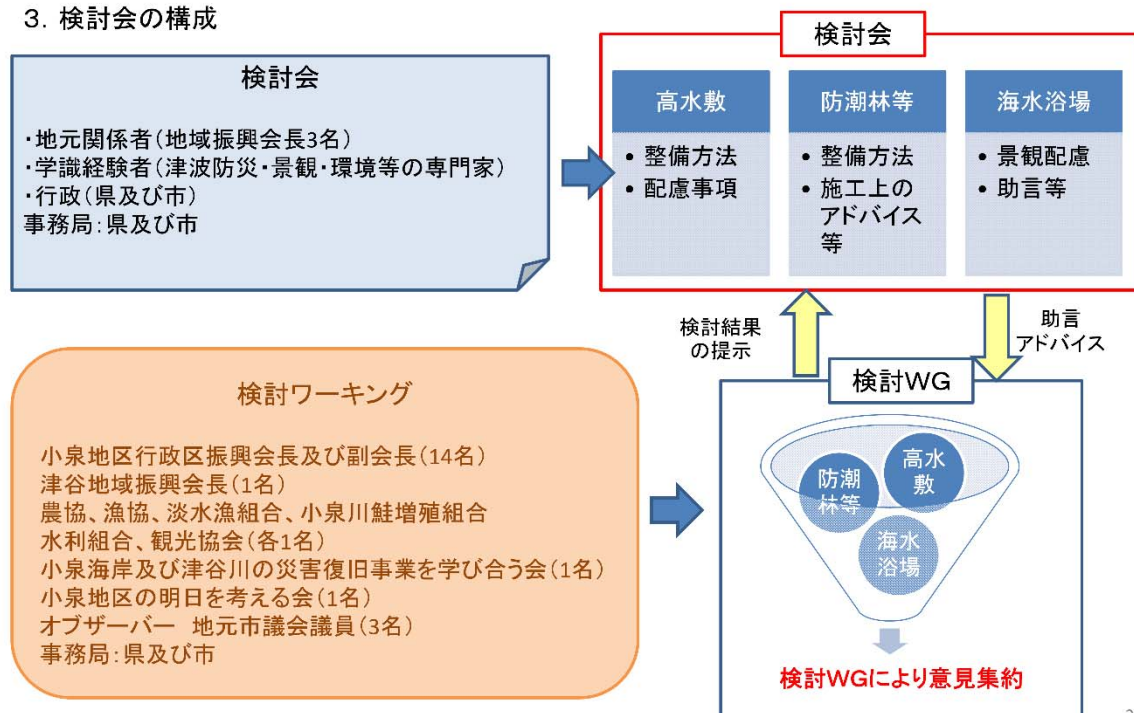 3．検討会の構成
検討会
・地元関係者（地域振興会長3名）
・学識経験者（津波防災・景観・環境等の専門家）
・行政（県及び市）
事務局：県及び市
検討会
高水敷
• 整備方法
• 配慮事項
防潮林等
• 整備方法
• 施工上の
アドバイス
等
海水浴場
• 景観配慮
• 助言等
検討結果
の提示
助言
アドバイス
検討ワーキング
小泉地区行政区振興会長及び副会長（14名）
津谷地域振興会長（1名）
農協、漁協、淡水漁組合、小泉川鮭増殖組合
水利組合、観光協会（各1名）
小泉海岸及び津谷川の災害復旧事業を学び合う会（1名）
小泉地区の明日を考える会（1名）
オブザーバー　地元市議会議員（3名）
事務局：県及び市
検討WG
防潮
林等
高水
敷
海水
浴場
検討WGにより意見集約